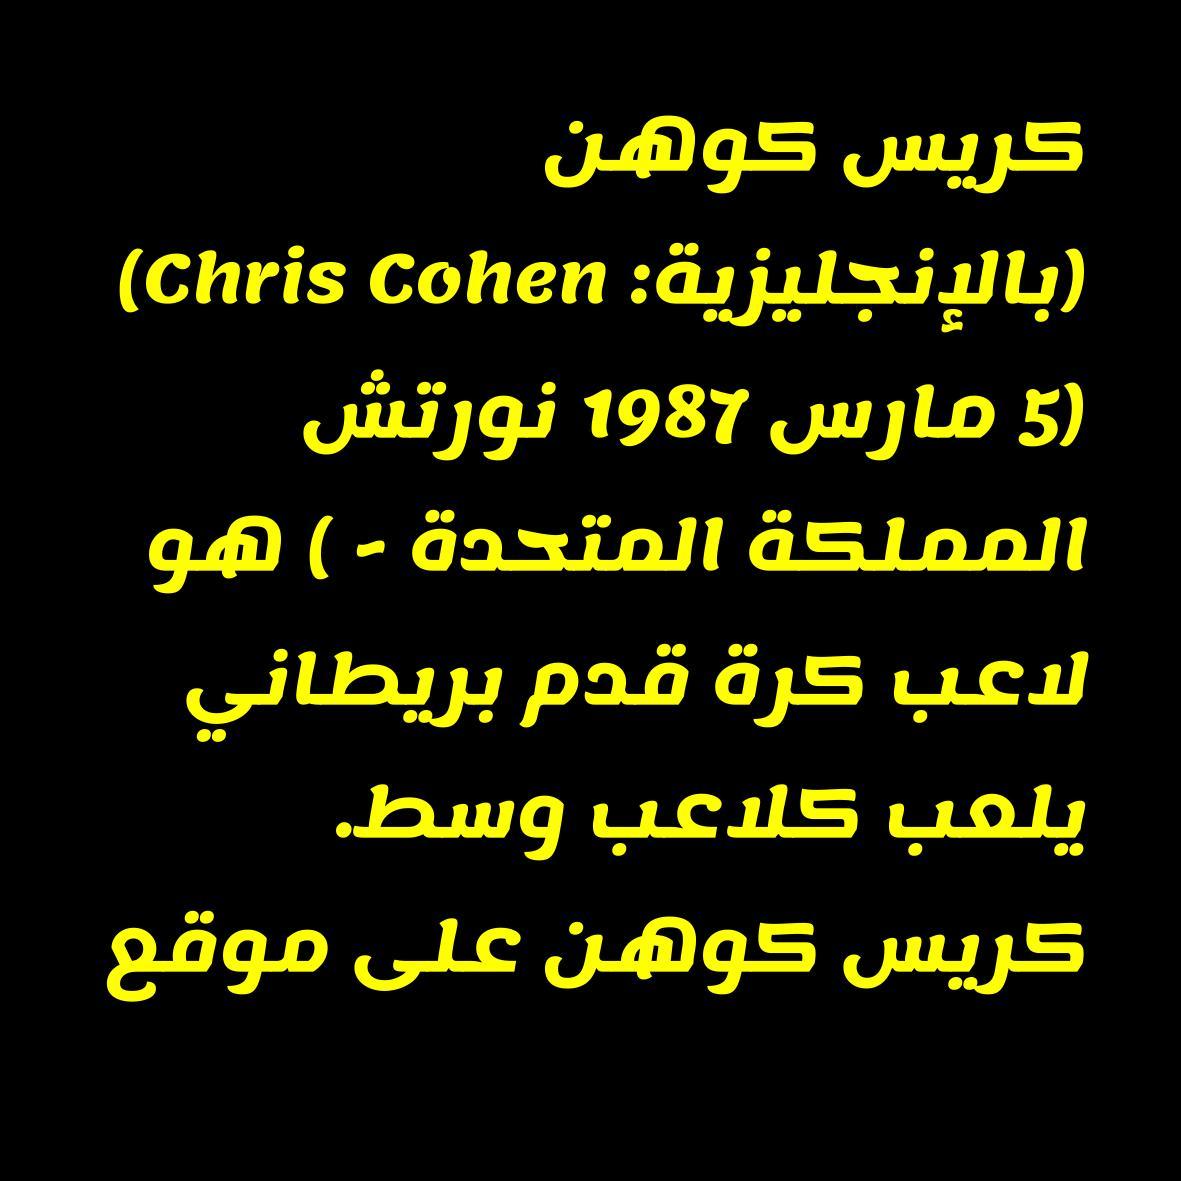 كريس كوهن
(بالإنجليزية: Chris Cohen)
(5 مارس 1987 نورتش
المملكة المتحدة - ) هو
لاعب كرة قدم بريطاني
يلعب كلاعب وسط.
كريس كوهن على موقع